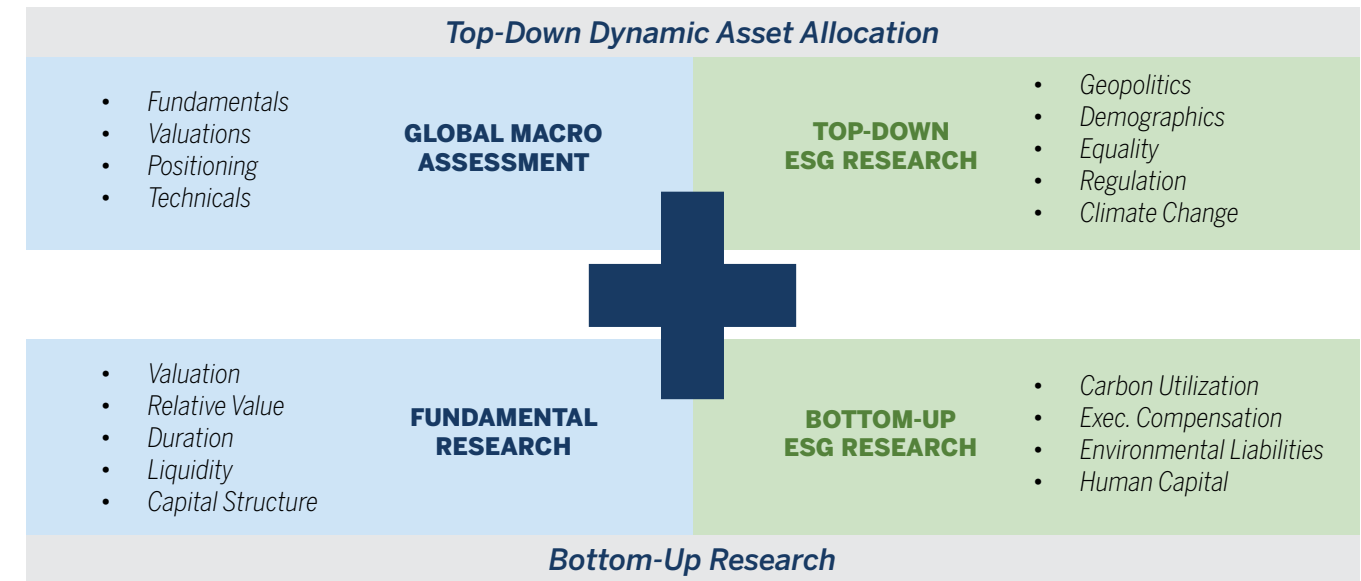 Top-Down Dynamic Asset Allocation
• Fundamentals
• Valuations
• Positioning
• Technicals
GLOBAL MACRO
ASSESSMENT
TOP-DOWN
ESG RESEARCH
• Geopolitics
• Demographics
• Equality
• Regulation
• Climate Change
• Valuation
• Relative Value
• Duration
• Liquidity
• Capital Structure
FUNDAMENTAL
RESEARCH
BOTTOM-UP
ESG RESEARCH
• Carbon Utilization
• Exec. Compensation
• Environmental Liabilities
• Human Capital
Bottom-Up Research